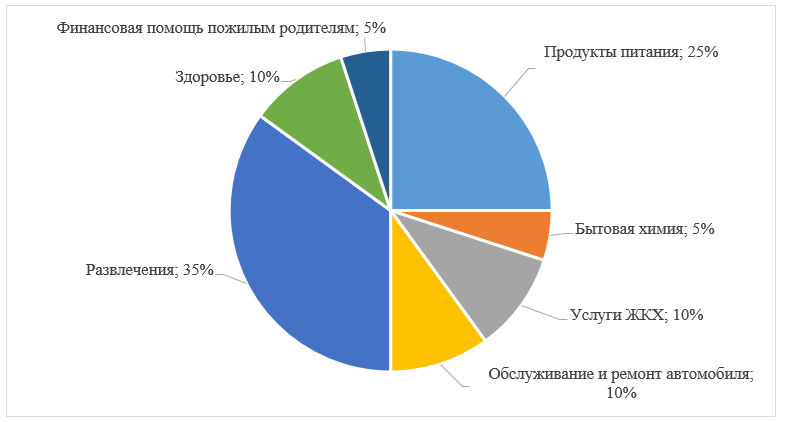 Финансовая помощь пожилым родителям; 5%
Продукты питания; 25%
Здоровье; 10%
Бытовая химия; 5%
Развлечения; 35%
Услуги ЖКХ; 10%
Обслуживание и ремонт автомобиля;
10%